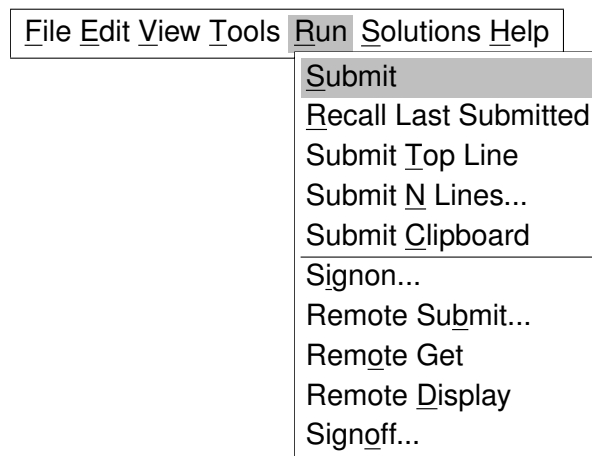 File Edit View Tools Run Solutions Help
Submit
Recall Last Submitted
Submit Top Line
Submit N Lines...
Submit Clipboard
Signon...
Remote Submit...
Remote Get
Remote Display
Signoff...